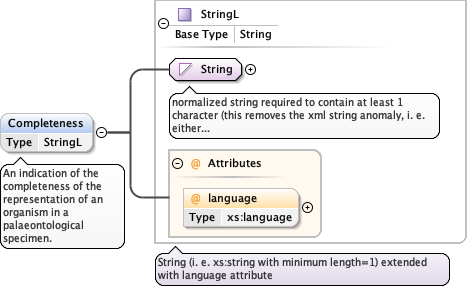 StringL
Base Type String
String
normalized string required to contain at least 1
character (this removes the xml string anomaly, i. e.
either...
Completeness
Type StringL
An indication of the
completeness of the
representation of an
organism in a
palaeontological
specimen.
@ Attributes
@ language
Type xs:language
String (i. e. xs:string with minimum length=1) extended
with language attribute